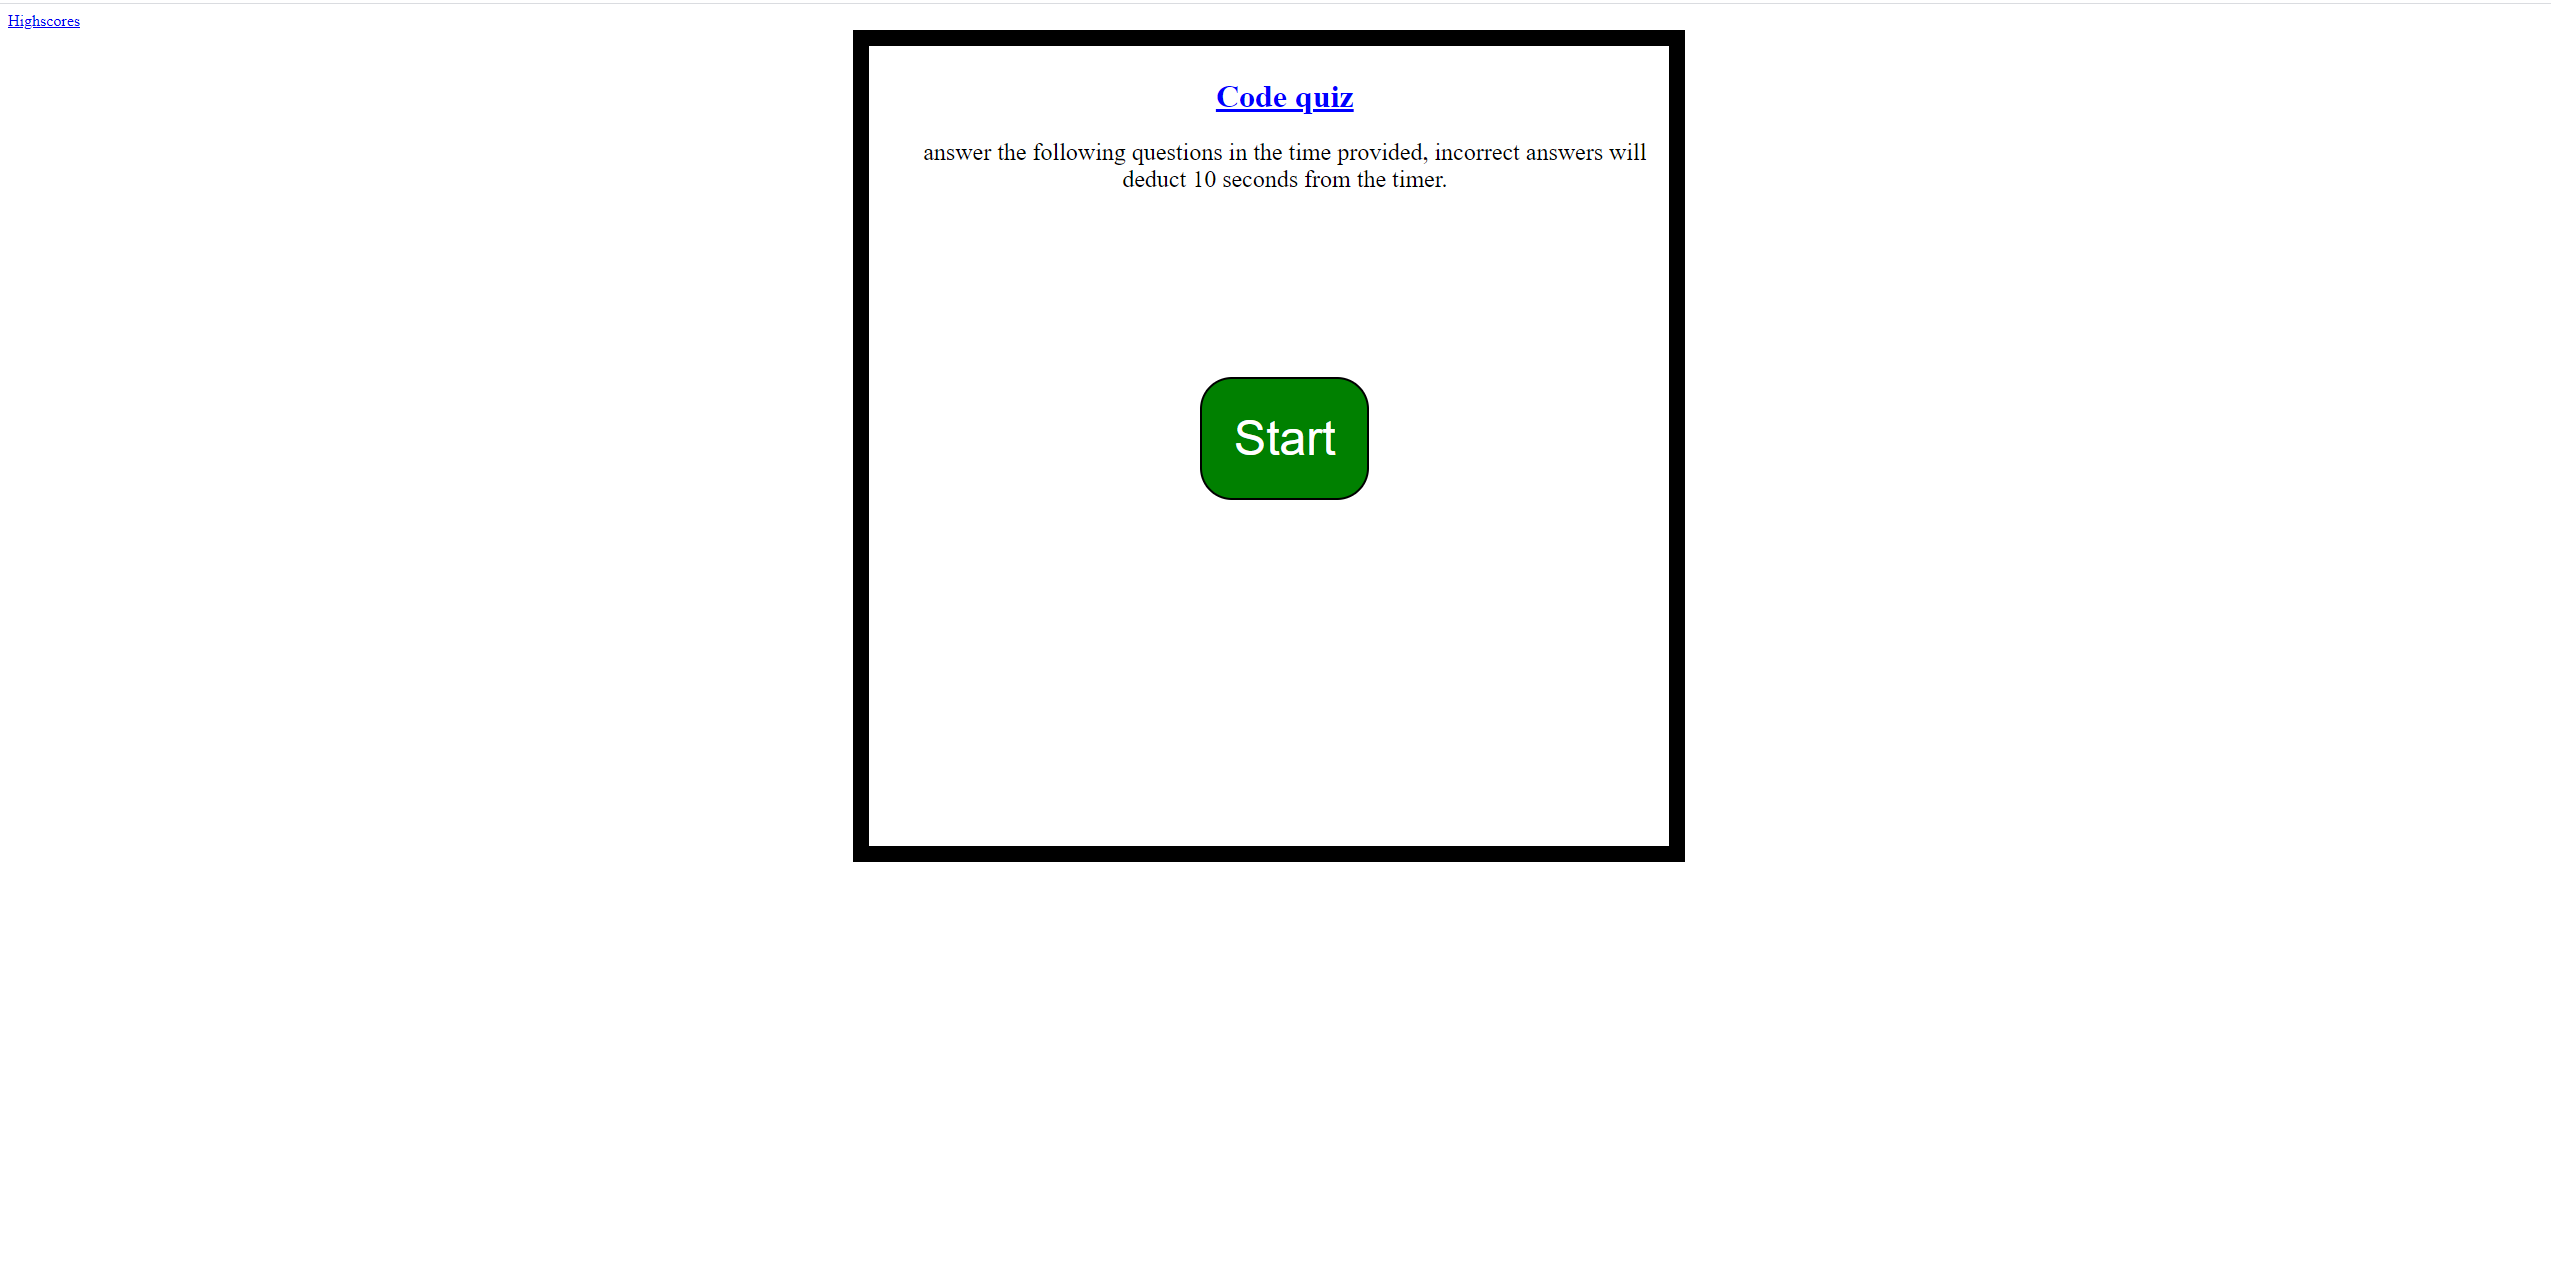 Highscores
Code quiz
answer the following questions in the time provided, incorrect answers will
deduct 10 seconds from the timer.
Start